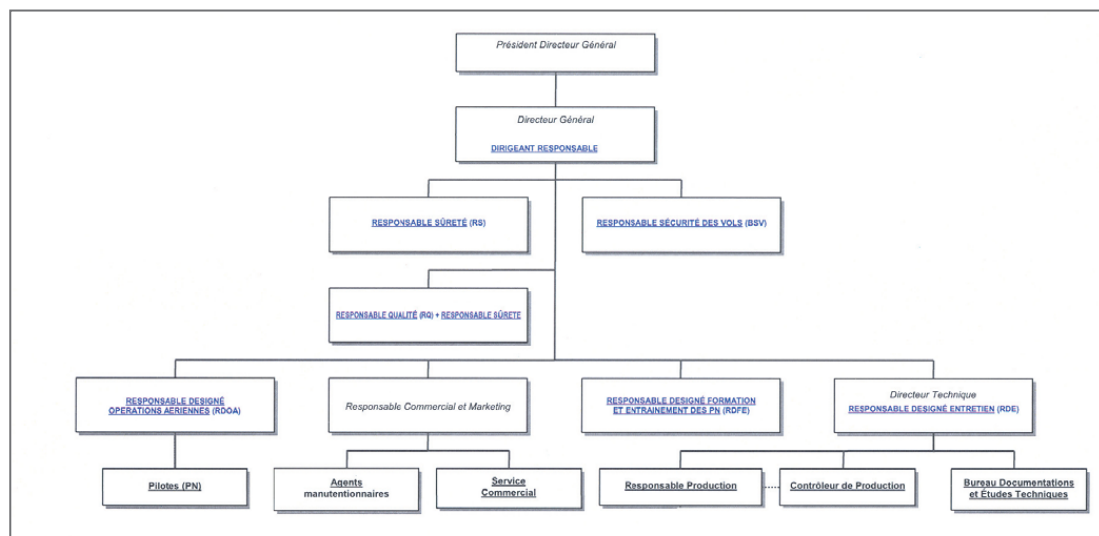 Président Directeur Général
Directeur Général
DIRIGEANT RESPONSABLE
RESPONSABLE SÛRETÉ (RS)
RESPONSABLE SÉCURITÉ DES VOLS (BSV)
RESPONSABLE QUALITÉ (RQ) + RESPONSABLE SÛRETE
RESPONSABLE DESIGNÉ
OPERATIONS AERIENNES (RDOA)
Responsable Commercial et Marketing
RESPONSABLE DESIGNÉ FORMATION
ET ENTRAINEMENT DES PN (RDFE)
Directeur Technique
RESPONSABLE DESIGNÉ ENTRETIEN (RDE)
Pilotes (PN)
Agents
manutentionnaires
Service
Commercial
Responsable Production
Contrôleur de Production
Bureau Documentations
et Études Techniques